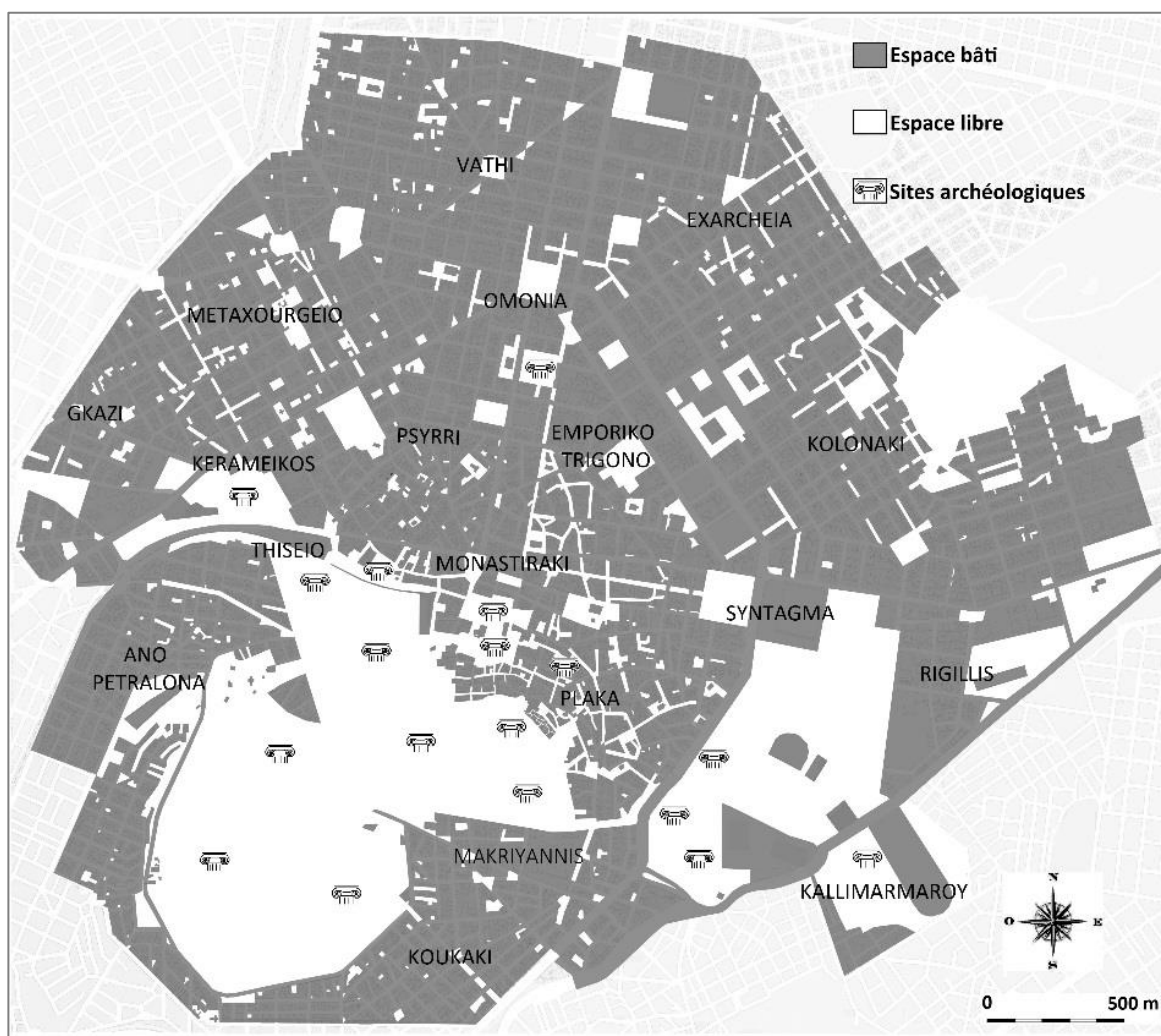 Espace bâti
Espace libre
Sites archéologiques
VATHI
EXARCHEIA
OMONIA
METAXOURGEIO
GKAZI
PSYRRI
EMPORIKO
TRIGONO
KOLONAKI
KERAMEIKOS
THISEIO
MONASTIRAKI
SYNTAGMA
ANO
PETRALONA
PLAKA
RIGILLIS
MAKRIYANNIS
KALLIMARMAROY
KOUKAKI
N
O
E
S
0
500 m